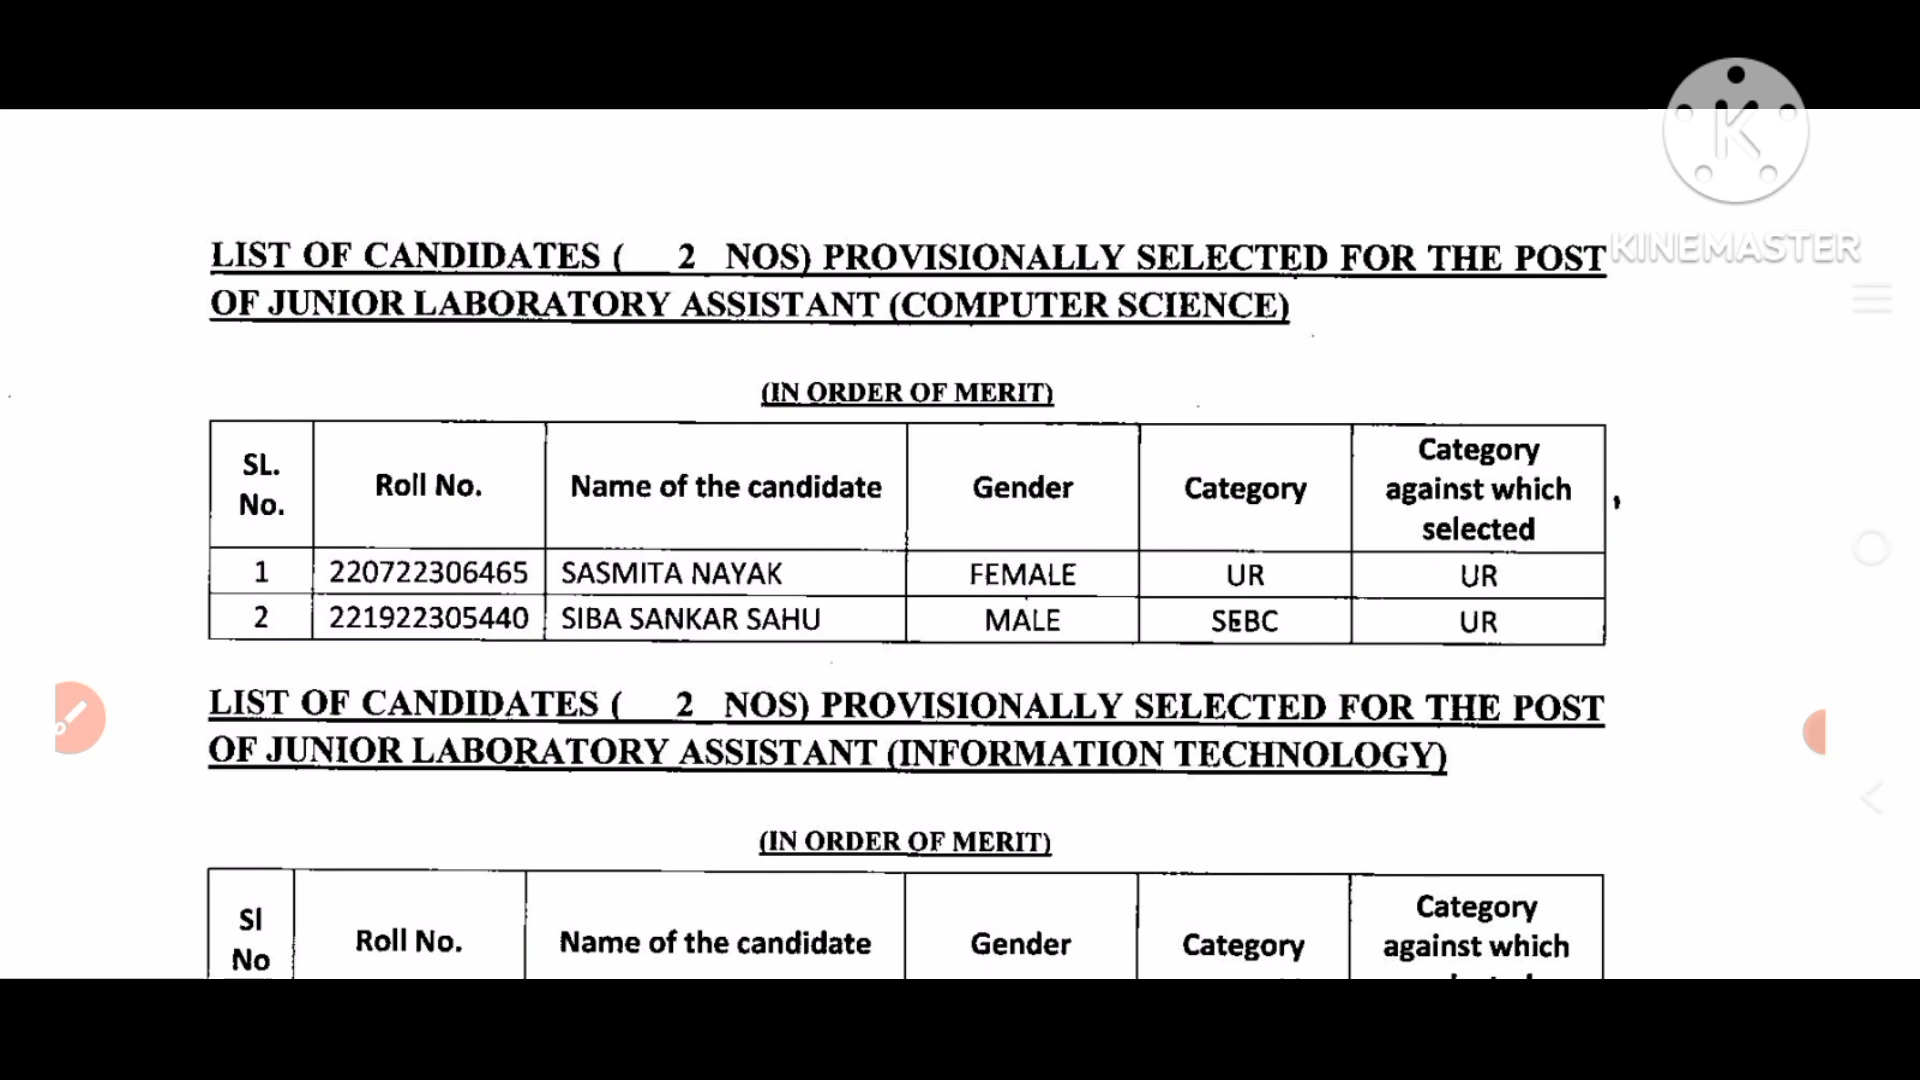 K
KINEMASTER
LIST OF CANDIDATES ( 2 NOS) PROVISIONALLY SELECTED FOR THE POST
OF JUNIOR LABORATORY ASSISTANT (COMPUTER SCIENCE)
(IN ORDER OF MERIT)
SL. No. Roll No. Name of the candidate Gender Category Category against which selected
1 220722306465 SASMITA NAYAK FEMALE UR UR
2 221922305440 SIBA SANKAR SAHU MALE SEBC UR
LIST OF CANDIDATES ( 2 NOS) PROVISIONALLY SELECTED FOR THE POST
OF JUNIOR LABORATORY ASSISTANT (INFORMATION TECHNOLOGY)
(IN ORDER OF MERIT)
Sl No Roll No. Name of the candidate Gender Category Category against which